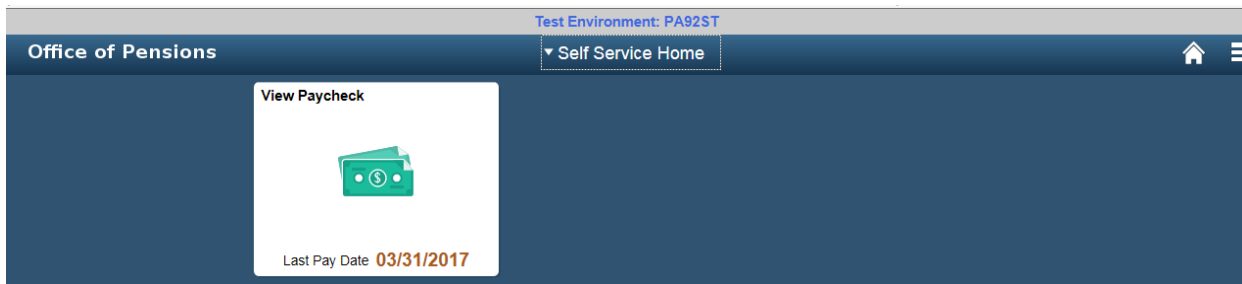 Test Environment: PA92ST
Office of Pensions
▾ Self Service Home
View Paycheck
$
Last Pay Date 03/31/2017